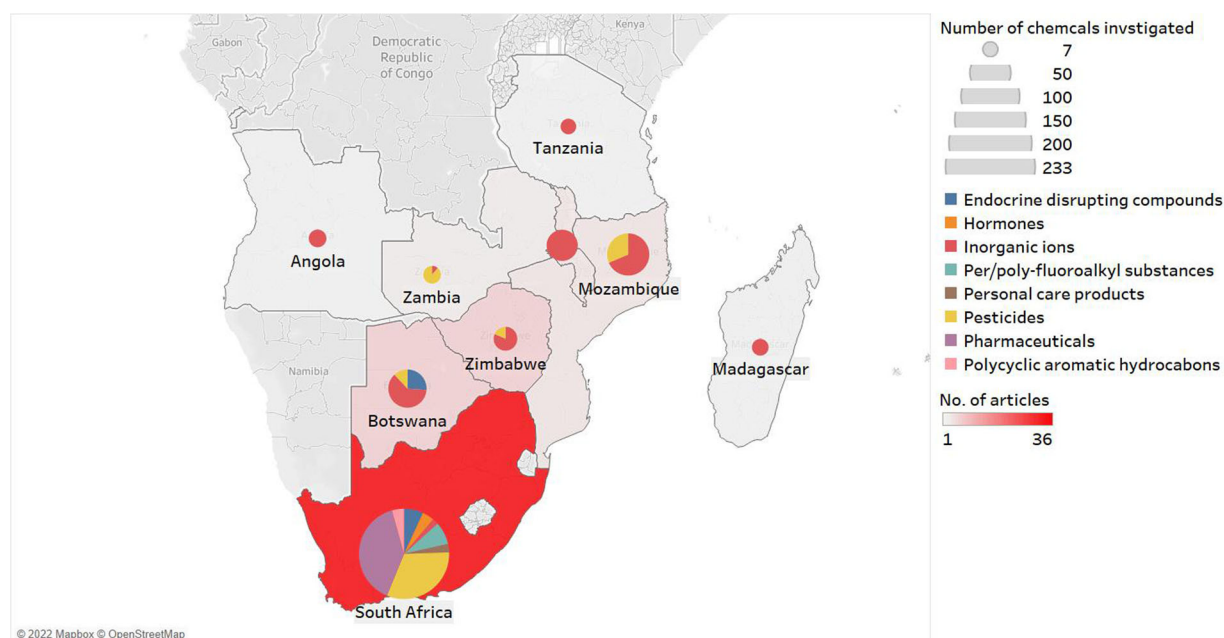 Gabon
Democratic
Republic
of Congo
Kenya
Tanzania
Angola
Zambia
Mozambique
Zimbabwe
Madagascar
Namibia
Botswana
South Africa
© 2022 Mapbox © OpenStreetMap
Number of chemcals invstigated
7
50
100
150
200
233
Endocrine disrupting compounds
Hormones
Inorganic ions
Per/poly-fluoroalkyl substances
Personal care products
Pesticides
Pharmaceuticals
Polycyclic aromatic hydrocabons
No. of articles
1 36